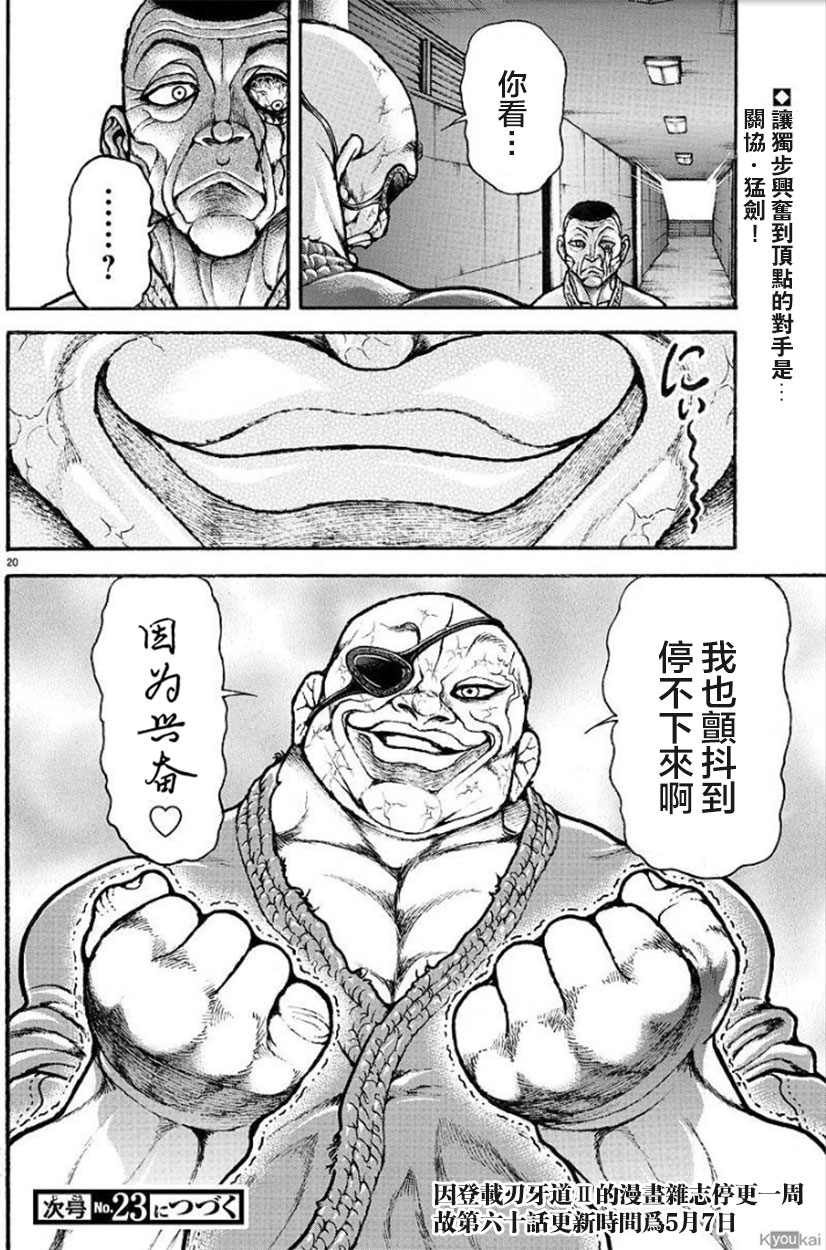 ◆讓獨步興奮到頂點的對手是…
關協·猛劍！
你看…
……？
にぃ〜〜
20
我也顫抖到
停不下來啊
因为兴奋♡
次号No.23につづく
因登載刃牙道Ⅱ的漫畫雜志停更一周
故第六十話更新時間爲5月7日
Kyoukai